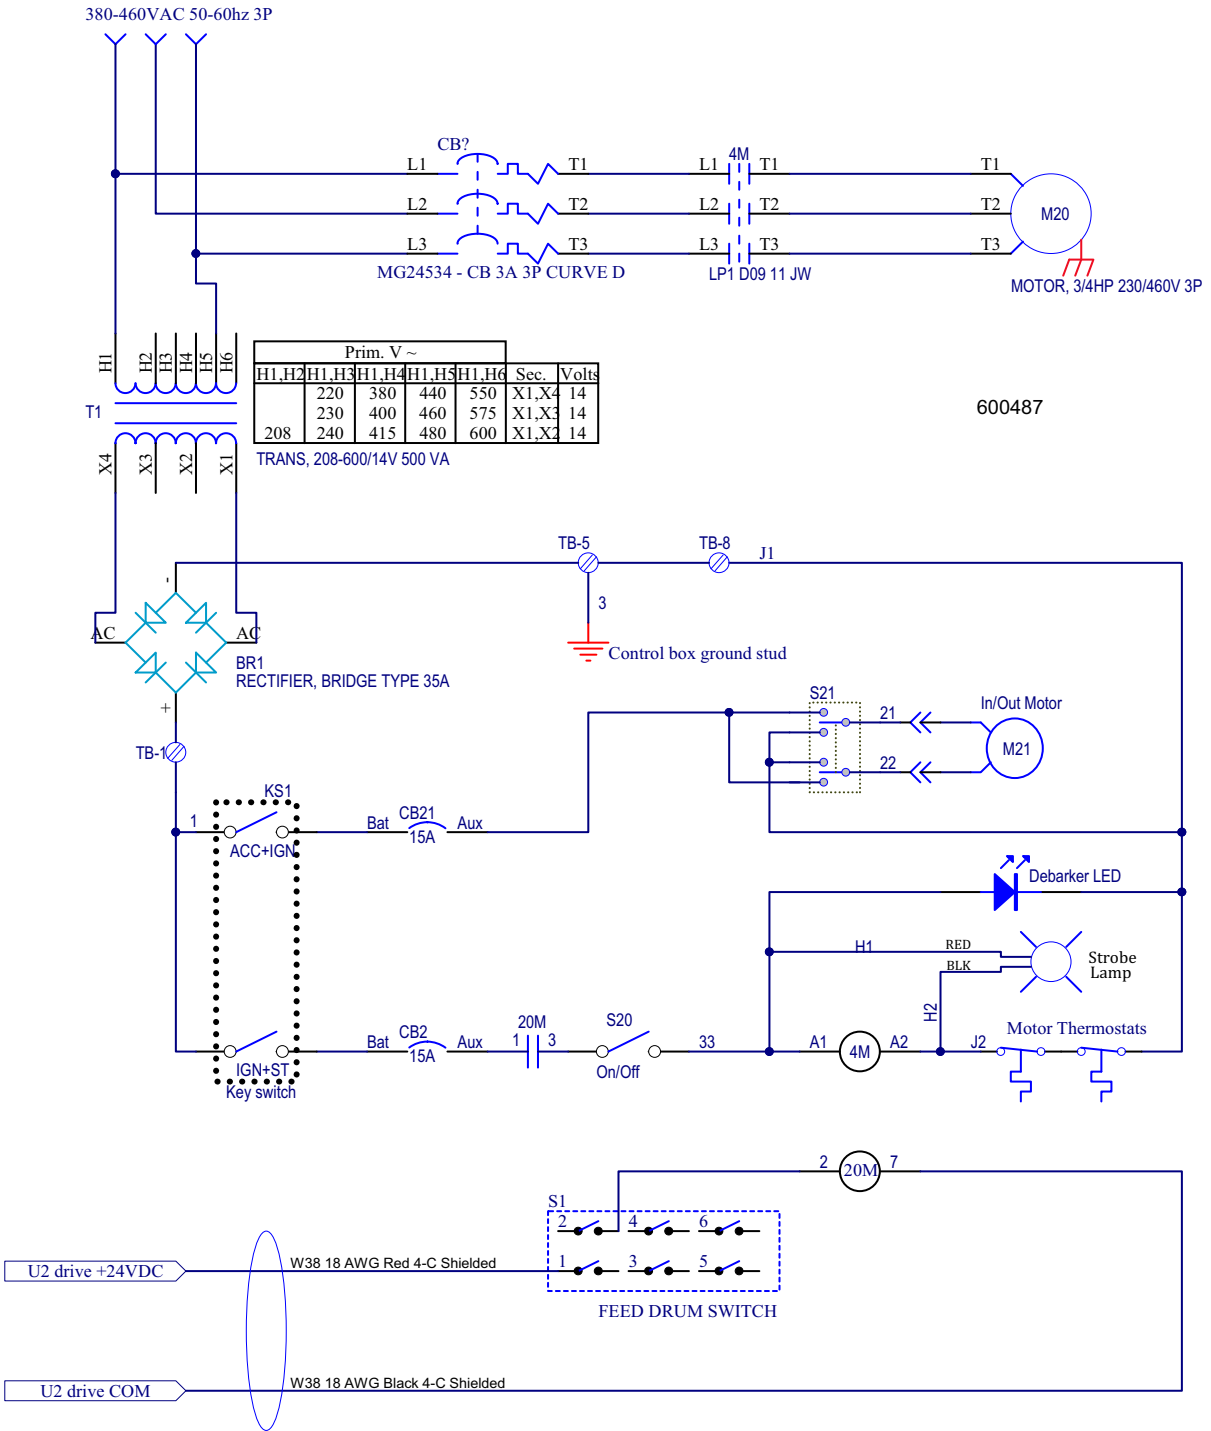 380-460VAC 50-60hz 3P
CB?
4M
L1 T1 L1 T1 T1
L2 T2 L2 T2 T2
M20
L3 T3 L3 T3 T3
MG24534 - CB 3A 3P CURVE D
LP1 D09 11 JW
MOTOR, 3/4HP 230/460V 3P
H1 H2 H3 H4 H5 H6
T1
X4 X3 X2 X1
Prim. V ~
H1,H2 H1,H3 H1,H4 H1,H5 H1,H6 Sec. Volts
220 380 440 550 X1,X4 14
230 400 460 575 X1,X3 14
208 240 415 480 600 X1,X2 14
TRANS, 208-600/14V 500 VA
600487
TB-5
TB-8
J1
-
3
AC AC
Control box ground stud
BR1
RECTIFIER, BRIDGE TYPE 35A
+
TB-1
S21
In/Out Motor
21
M21
22
KS1
1
Bat CB21 Aux
15A
ACC+IGN
Debarker LED
H1
RED
BLK
Strobe
Lamp
H2
Motor Thermostats
Bat CB2 Aux
15A
20M
1 3
S20
On/Off
33
A1 4M A2
J2
IGN+ST
Key switch
2 20M 7
S1
2 4 6
1 3 5
FEED DRUM SWITCH
U2 drive +24VDC
W38 18 AWG Red 4-C Shielded
U2 drive COM
W38 18 AWG Black 4-C Shielded